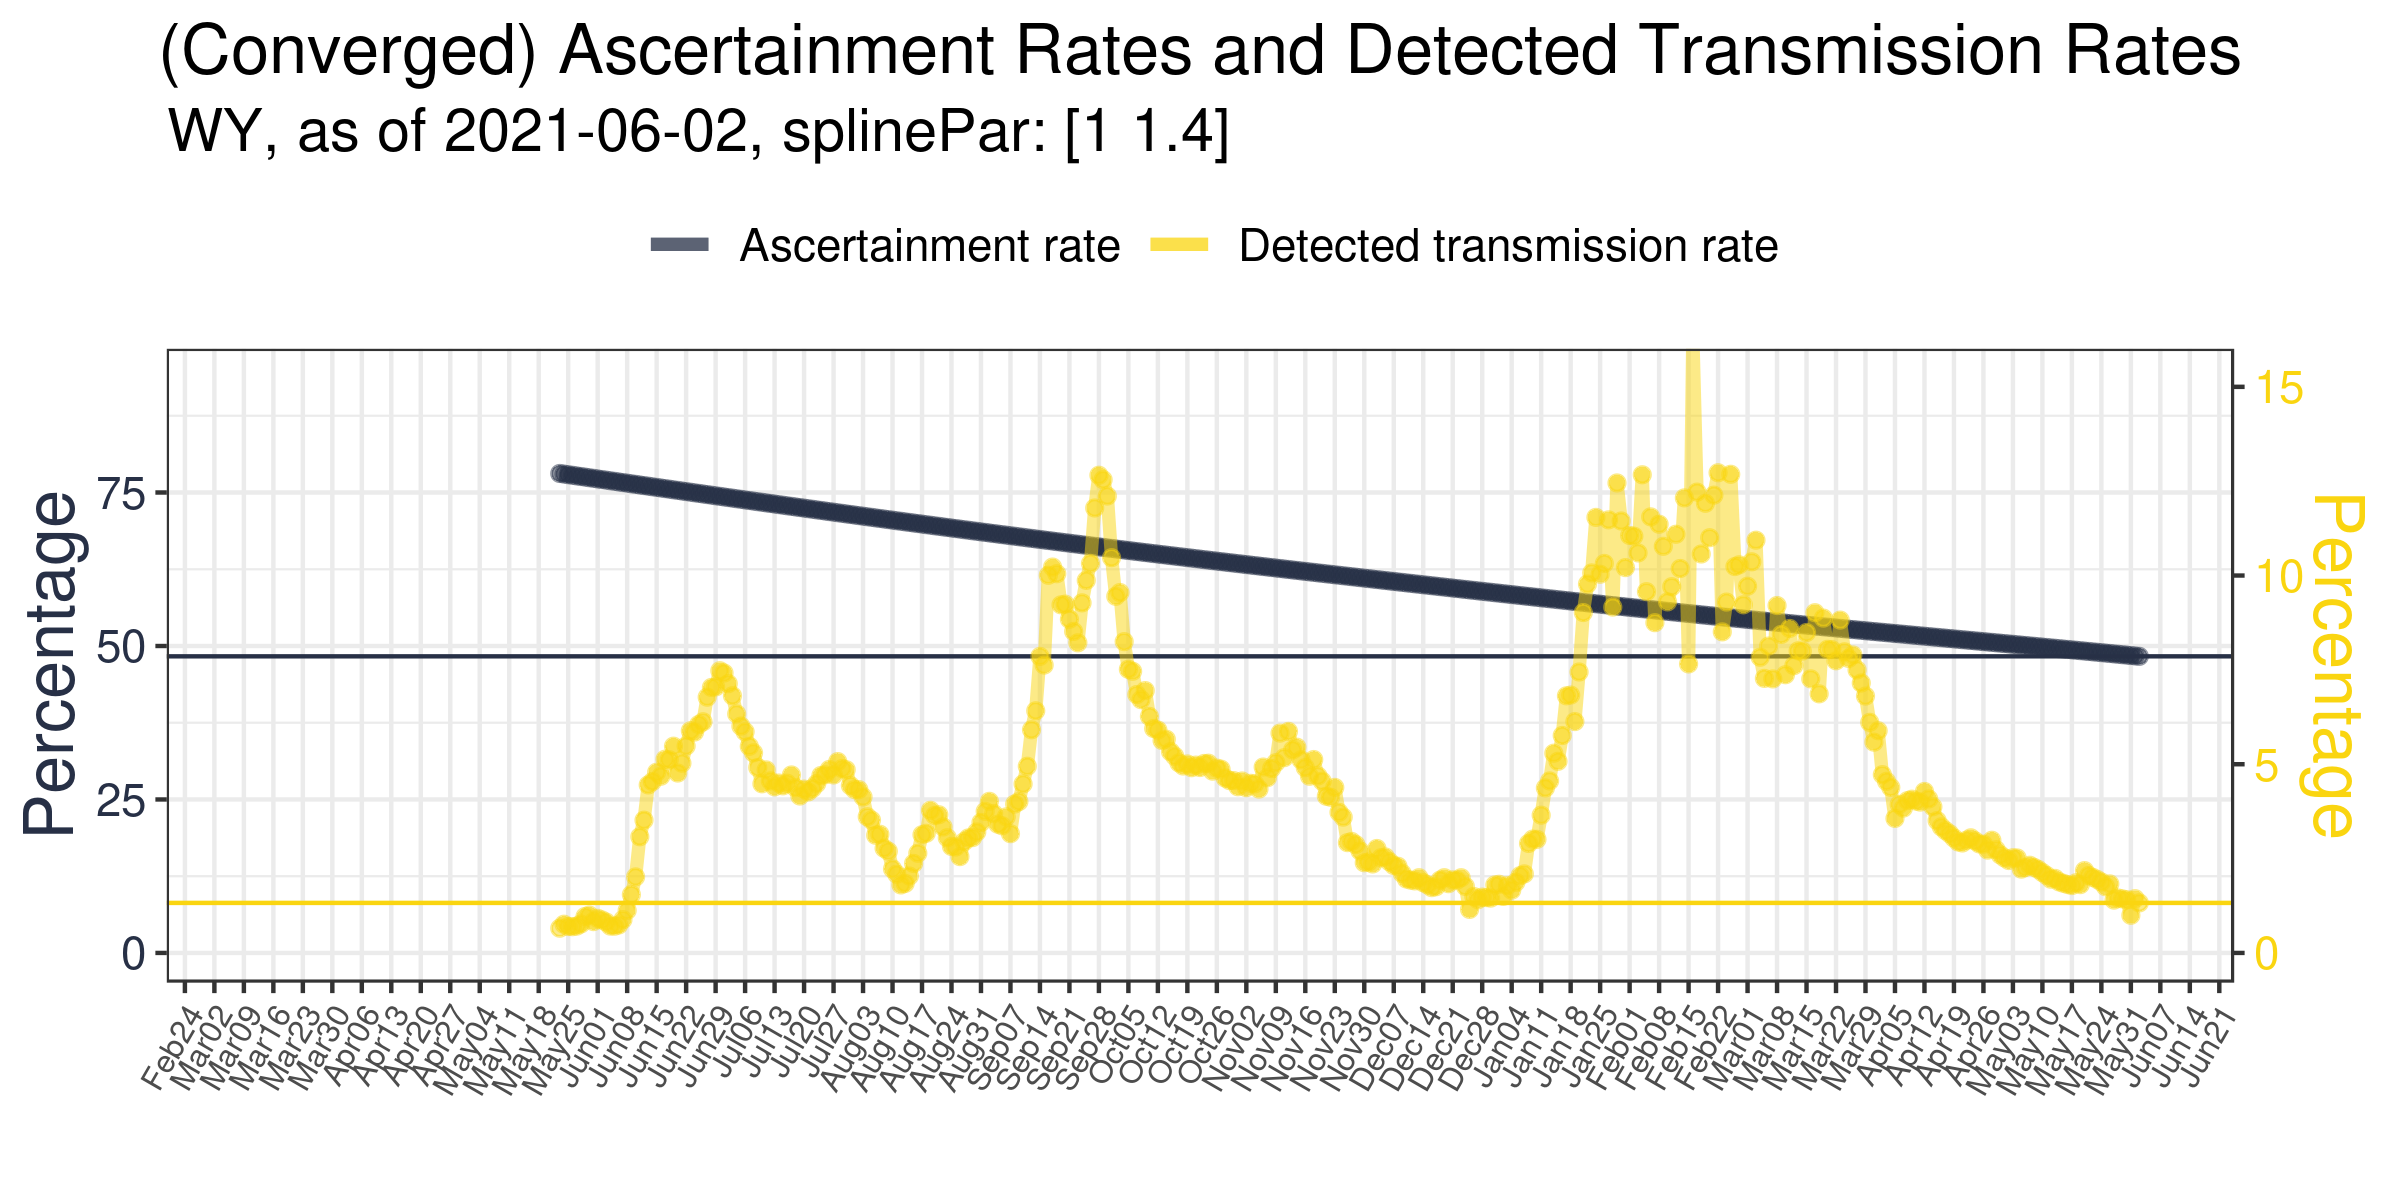 (Converged) Ascertainment Rates and Detected Transmission Rates
WY, as of 2021-06-02, splinePar: [1 1.4]
Ascertainment rate Detected transmission rate
Percentage
75
50
25
0
15
10
5
0
Percentage
Feb24
Mar02
Mar09
Mar16
Mar23
Mar30
Apr06
Apr13
Apr20
Apr27
May04
May11
May18
May25
Jun01
Jun08
Jun15
Jun22
Jun29
Jul06
Jul13
Jul20
Jul27
Aug03
Aug10
Aug17
Aug24
Aug31
Sep07
Sep14
Sep21
Sep28
Oct05
Oct12
Oct19
Oct26
Nov02
Nov09
Nov16
Nov23
Nov30
Dec07
Dec14
Dec21
Dec28
Jan04
Jan11
Jan18
Jan25
Feb01
Feb08
Feb15
Feb22
Mar01
Mar08
Mar15
Mar22
Mar29
Apr05
Apr12
Apr19
Apr26
May03
May10
May17
May24
May31
Jun07
Jun14
Jun21